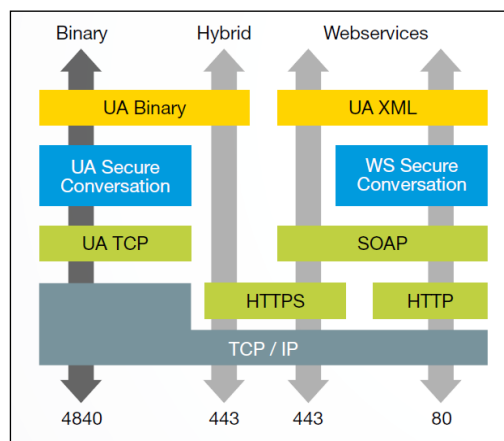 Binary Hybrid Webservices
UA Binary UA XML
UA Secure Conversation WS Secure Conversation
UA TCP SOAP
HTTPS HTTP
TCP / IP
4840 443 443 80